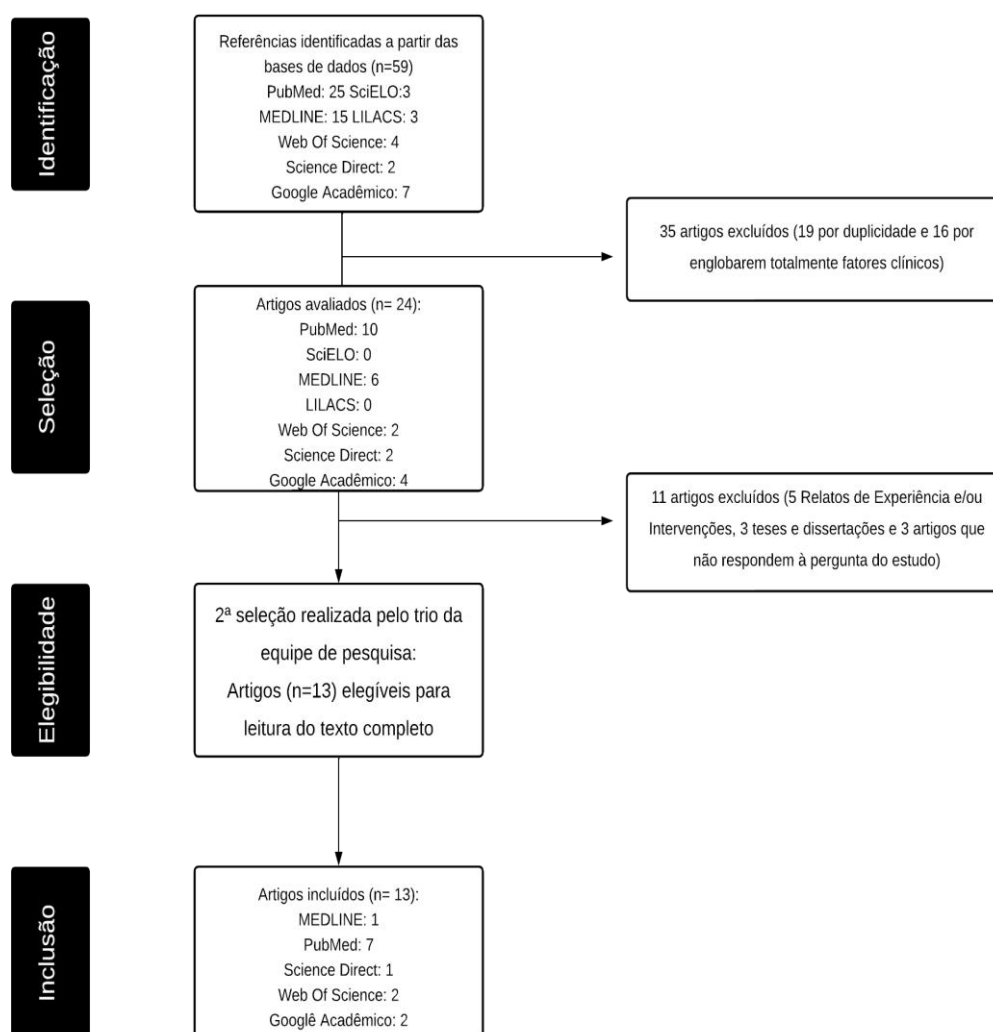 Identificação
Referências identificadas a partir das
bases de dados (n=59)
PubMed: 25 SciELO:3
MEDLINE: 15 LILACS: 3
Web Of Science: 4
Science Direct: 2
Google Acadêmico: 7
35 artigos excluídos (19 por duplicidade e 16 por
englobarem totalmente fatores clínicos)
Seleção
Artigos avaliados (n= 24):
PubMed: 10
SciELO: 0
MEDLINE: 6
LILACS: 0
Web Of Science: 2
Science Direct: 2
Google Acadêmico: 4
11 artigos excluídos (5 Relatos de Experiência e/ou
Intervenções, 3 teses e dissertações e 3 artigos que
não respondem à pergunta do estudo)
Elegibilidade
2ª seleção realizada pelo trio da
equipe de pesquisa:
Artigos (n=13) elegíveis para
leitura do texto completo
Inclusão
Artigos incluídos (n= 13):
MEDLINE: 1
PubMed: 7
Science Direct: 1
Web Of Science: 2
Googlê Acadêmico: 2